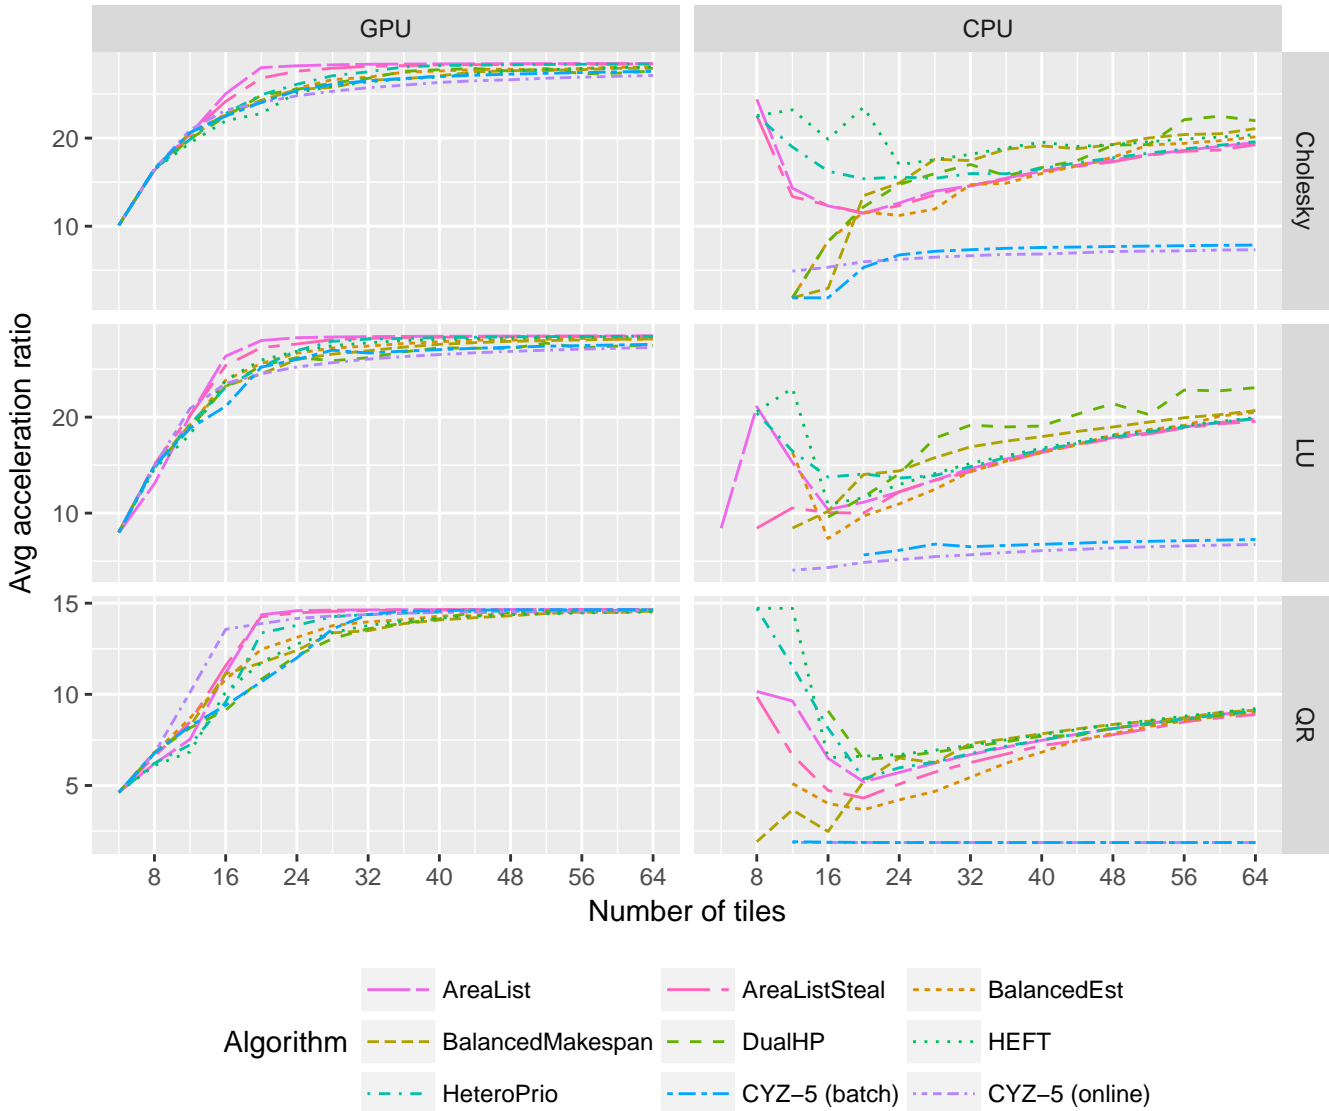 GPU
CPU
20
10
Cholesky
20
10
LU
15
10
5
QR
Avg acceleration ratio
8 16 24 32 40 48 56 64
8 16 24 32 40 48 56 64
Number of tiles
Algorithm
AreaList
AreaListSteal
BalancedEst
BalancedMakespan
DualHP
HEFT
HeteroPrio
CYZ−5 (batch)
CYZ−5 (online)